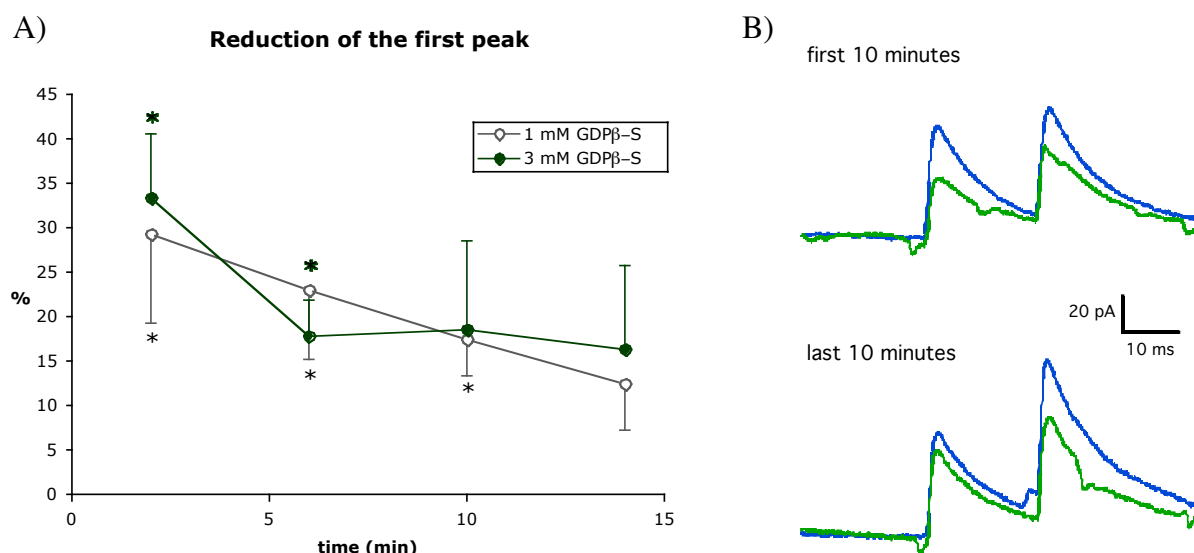 A)
Reduction of the first peak
45
40
35
30
25
20
15
10
5
0
%
*
*
*
*
*
1 mM GDPβ–S
3 mM GDPβ–S
0
5
10
15
time (min)
B)
first 10 minutes
20 pA
10 ms
last 10 minutes